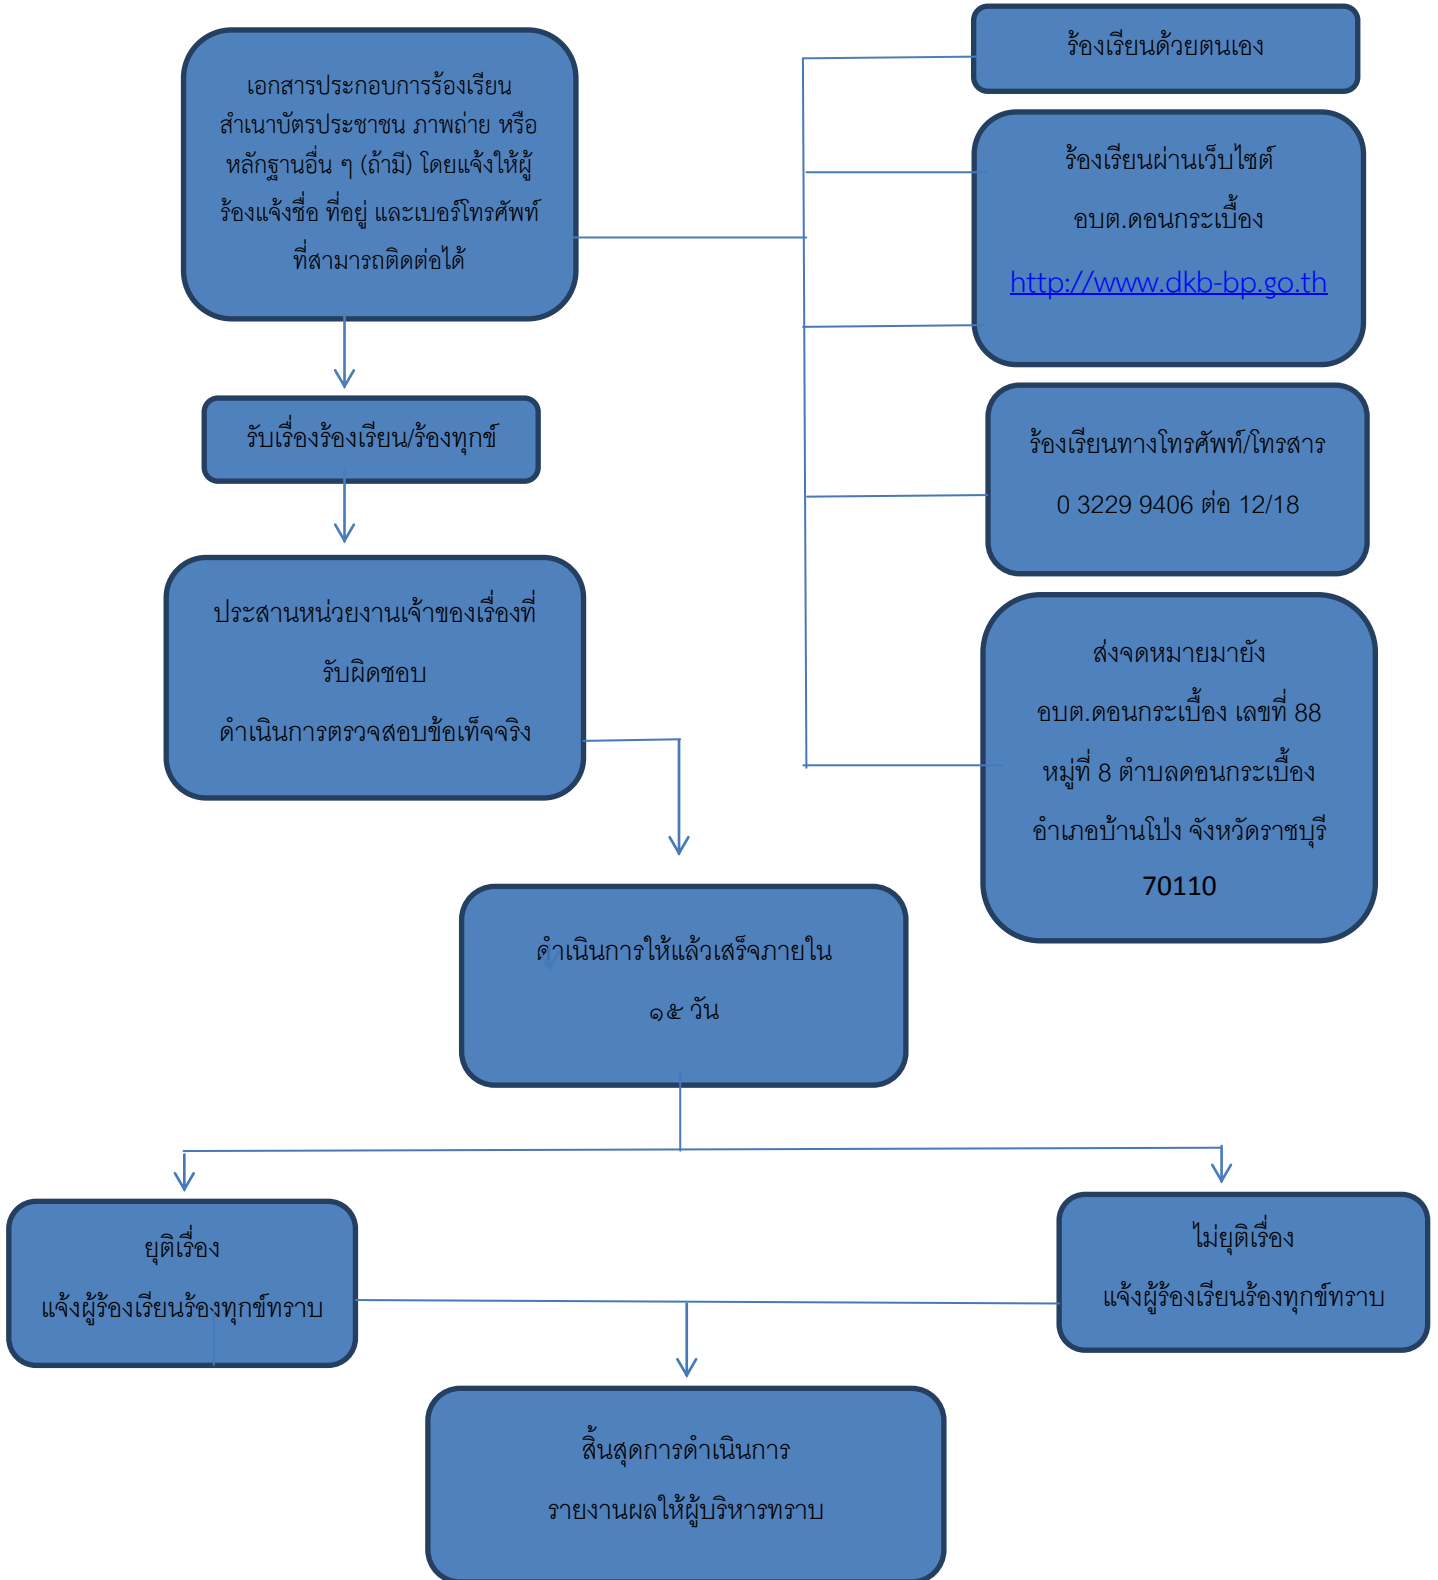 เอกสารประกอบการร้องเรียน
สำเนาบัตรประชาชน ภาพถ่าย หรือ
หลักฐานอื่น ๆ (ถ้ามี) โดยแจ้งให้ผู้
ร้องแจ้งชื่อ ที่อยู่ และเบอร์โทรศัพท์
ที่สามารถติดต่อได้
รับเรื่องร้องเรียน/ร้องทุกข์
ประสานหน่วยงานเจ้าของเรื่องที่
รับผิดชอบ
ดำเนินการตรวจสอบข้อเท็จจริง
ร้องเรียนด้วยตนเอง
ร้องเรียนผ่านเว็บไซต์
อบต.ดอนกระเบื้อง
http://www.dkb-bp.go.th
ร้องเรียนทางโทรศัพท์/โทรสาร
0 3229 9406 ต่อ 12/18
ส่งจดหมายมายัง
อบต.ดอนกระเบื้อง เลขที่ 88
หมู่ที่ 8 ตำบลดอนกระเบื้อง
อำเภอบ้านโป่ง จังหวัดราชบุรี
70110
ดำเนินการให้แล้วเสร็จภายใน
๑๕ วัน
ยุติเรื่อง
แจ้งผู้ร้องเรียนร้องทุกข์ทราบ
ไม่ยุติเรื่อง
แจ้งผู้ร้องเรียนร้องทุกข์ทราบ
สิ้นสุดการดำเนินการ
รายงานผลให้ผู้บริหารทราบ